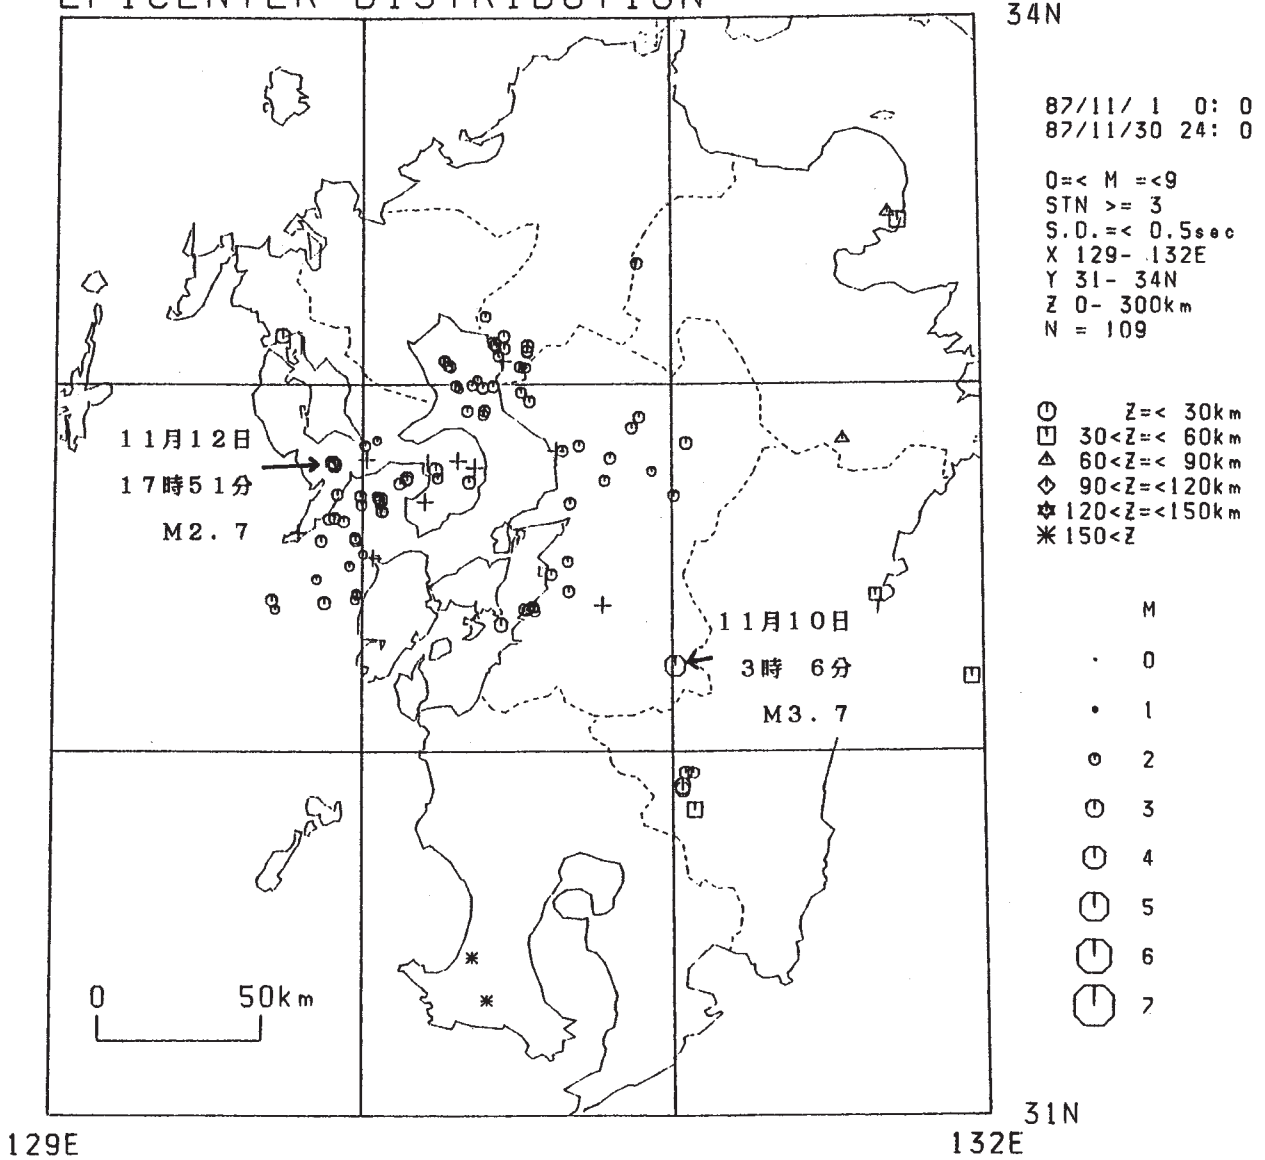 EPICENTER DISTRIBUTION
34N
87/11/ 1 0: 0
87/11/30 24: 0
0=< M =<9
STN >= 3
S.D.=< 0.5sec
X 129- 132E
Y 31- 34N
Z 0- 300km
N = 109
Z=< 30km
30<Z=< 60km
60<Z=< 90km
90<Z=<120km
120<Z=<150km
150<Z
11月12日
17時51分
M2.7
11月10日
3時 6分
M3.7
M
0
1
2
3
4
5
6
7
0 50km
31N
129E
132E